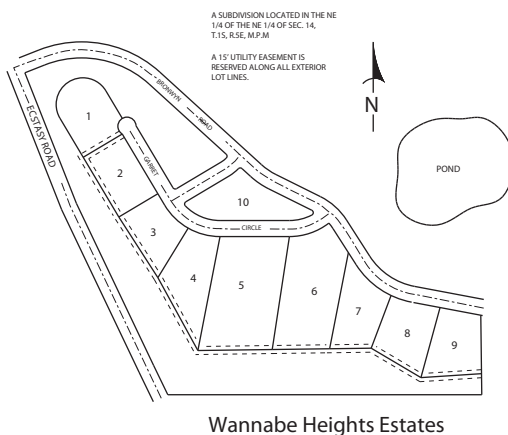 A SUBDIVISION LOCATED IN THE NE
1/4 OF THE NE 1/4 OF SEC. 14,
T.1S, R.5E, M.P.M
A 15' UTILITY EASEMENT IS
RESERVED ALONG ALL EXTERIOR
LOT LINES.
N
BRONWYN
ROAD
ECSTASY ROAD
POND
1
GARRET
2
10
3
CIRCLE
4
5
6
7
8
9
Wannabe Heights Estates